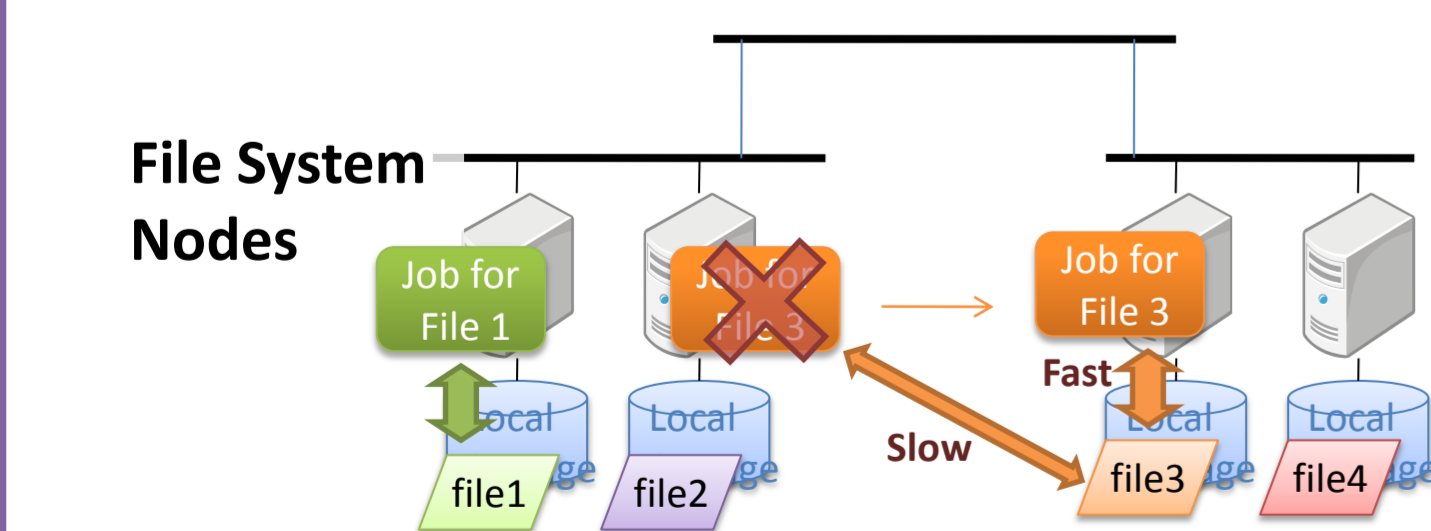 File System
Nodes
Job for
File 1
Job for
File 3
Job for
File 3
Fast
Slow
Local
Local
Local
Local
file1
file2
file3
file4